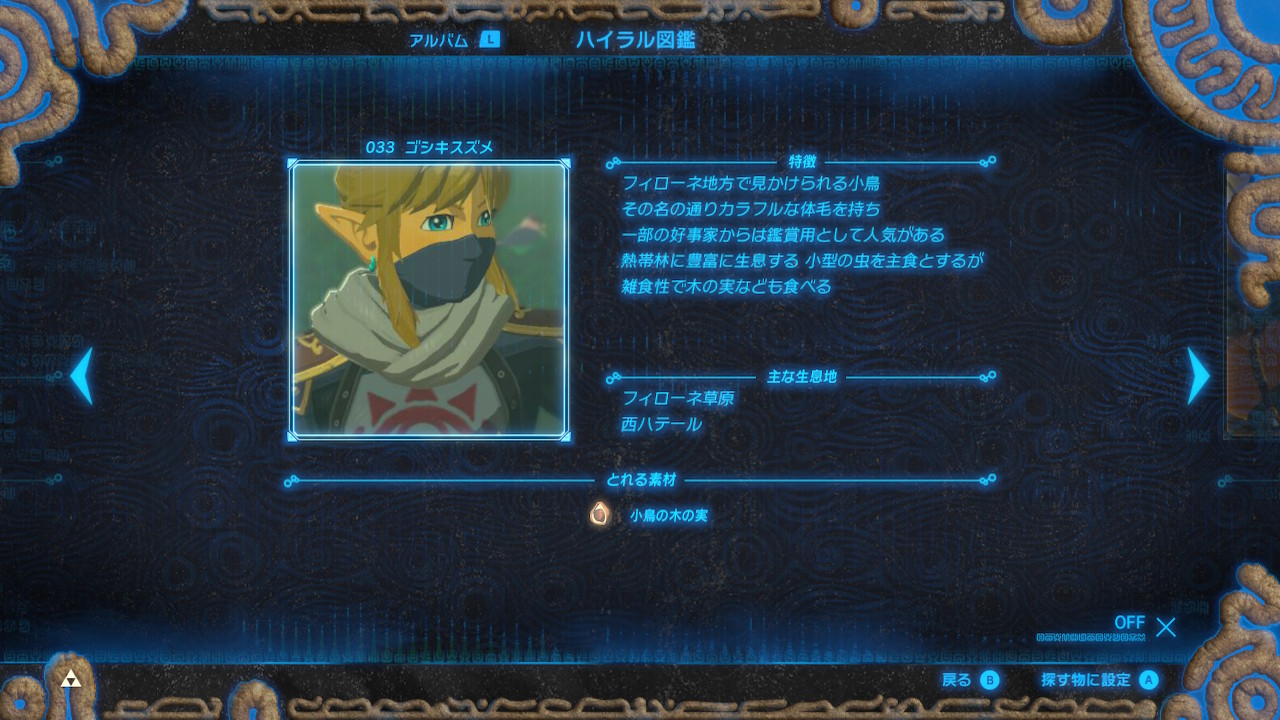 アルバム L
ハイラル図鑑
033 ゴシキスズメ
特徴
フィローネ地方で見かけられる小鳥
その名の通りカラフルな体毛を持ち
一部の好事家からは鑑賞用として人気がある
熱帯林に豊富に生息する 小型の虫を主食とするが
雑食性で木の実なども食べる
主な生息地
フィローネ草原
西ハテール
とれる素材
小鳥の木の実
OFF
戻る B
探す物に設定 A